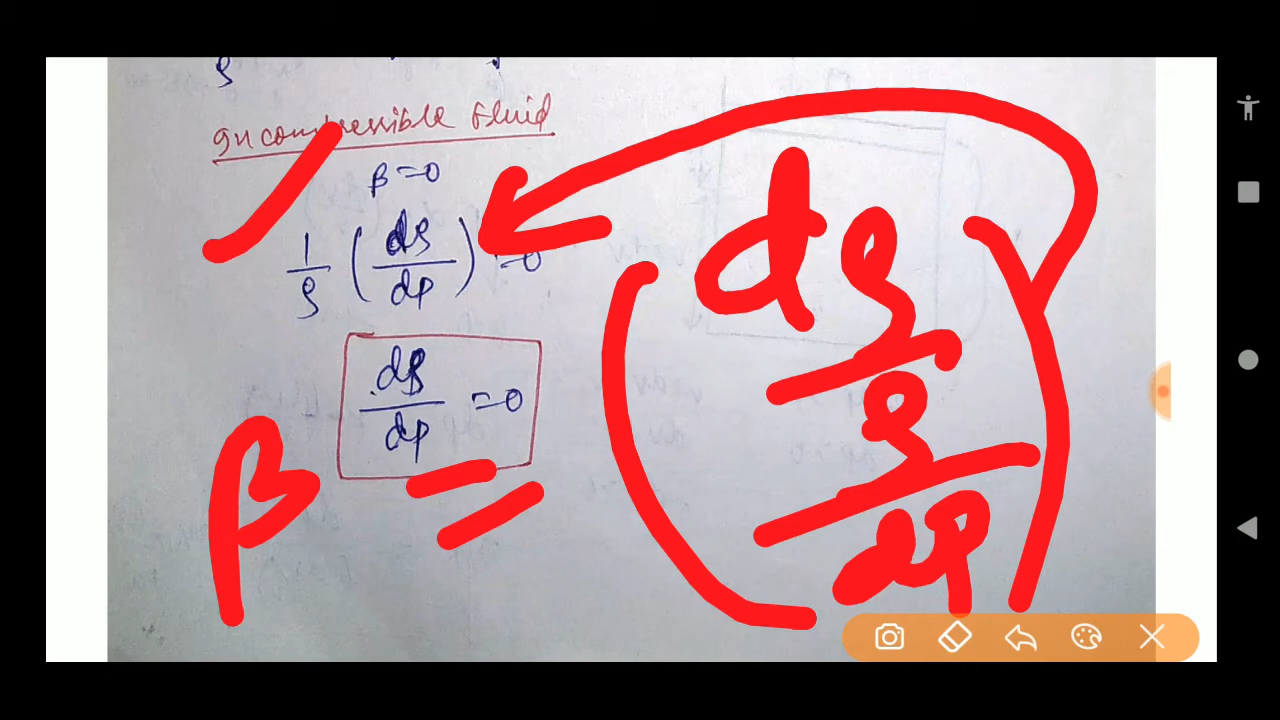 ρ
Incompressible Fluid
β=0
1/ρ (dρ/dp) =0
dρ/dp =0
β = (dρ/ρ/dp)